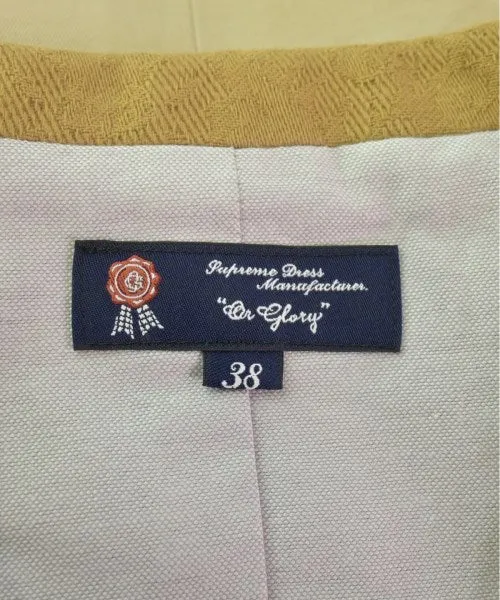 Supreme Dress
Manufacturer.
"Or Glory"
38